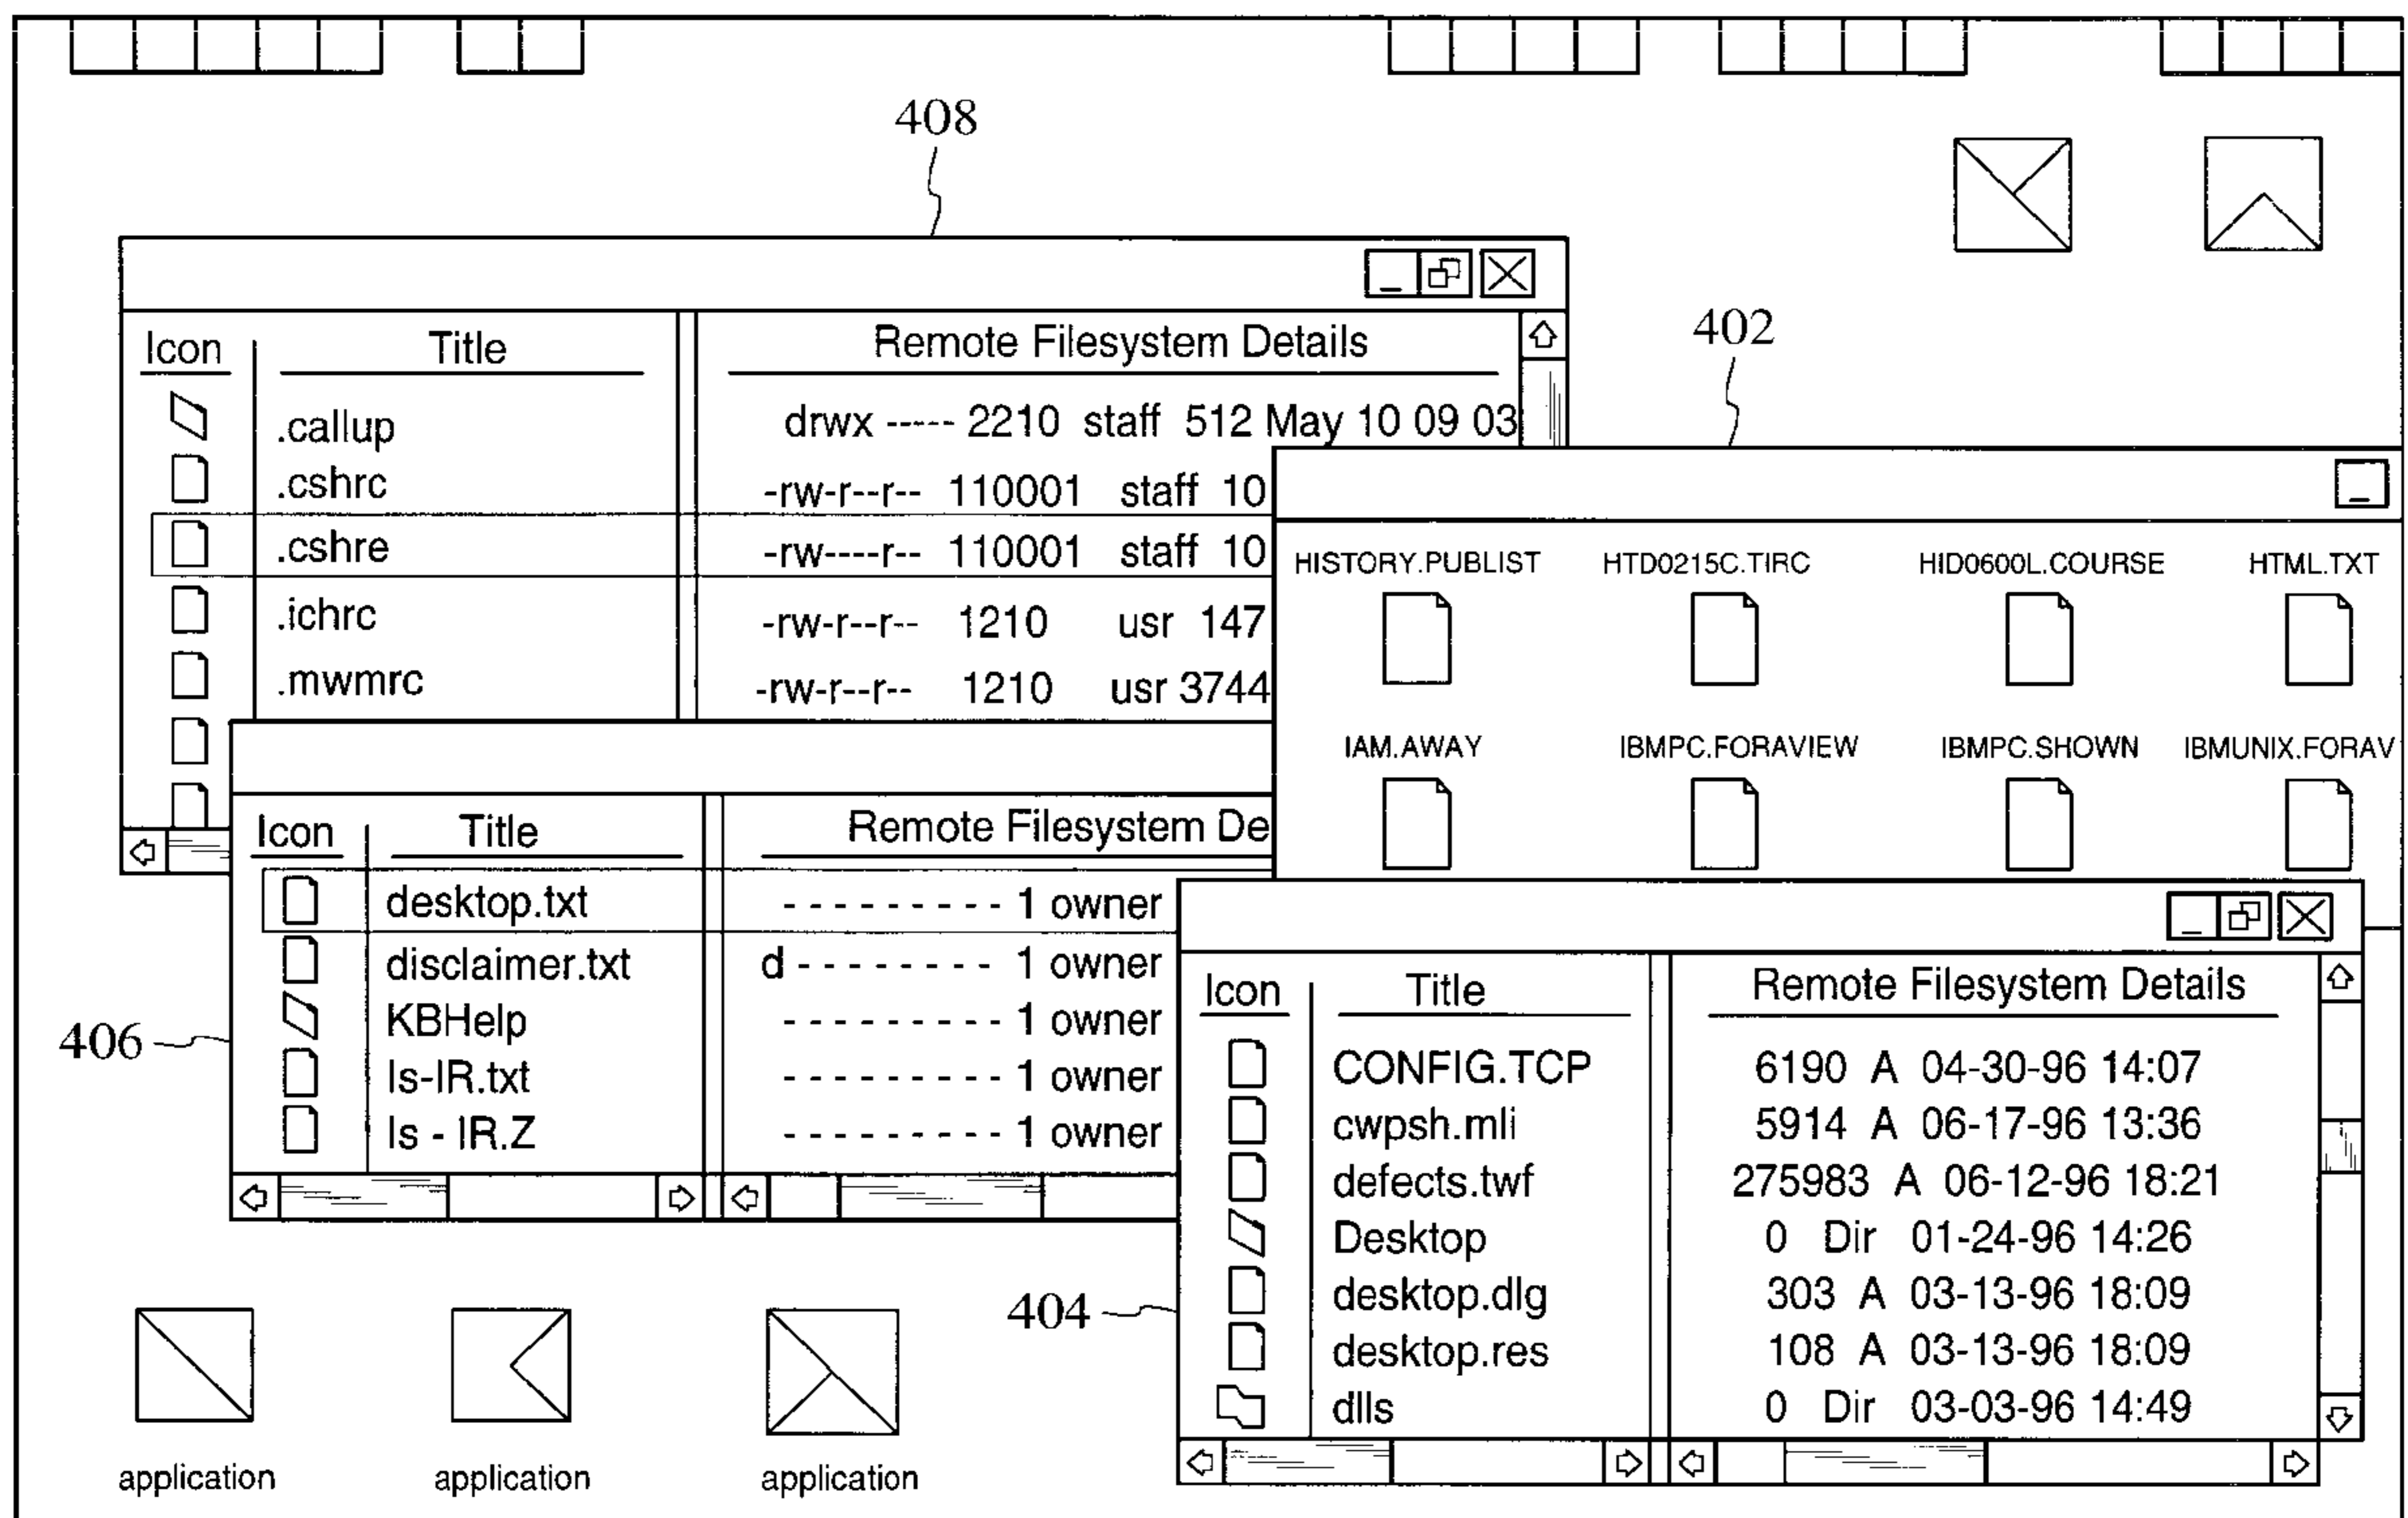 408
402
Icon Title Remote Filesystem Details
.callup drwx ----- 2210 staff 512 May 10 09 03
.cshrc -rw-r--r-- 110001 staff 10
.cshre -rw----r-- 110001 staff 10
.ichrc -rw-r--r-- 1210 usr 147
.mwmrc -rw-r--r-- 1210 usr 3744
HISTORY.PUBLIST HTD0215C.TIRC HID0600L.COURSE HTML.TXT
IAM.AWAY IBMPC.FORAVIEW IBMPC.SHOWN IBMUNIX.FORAV
406
Icon Title Remote Filesystem De
desktop.txt - - - - - - - - - 1 owner
disclaimer.txt d - - - - - - - - 1 owner
KBHelp - - - - - - - - - 1 owner
ls-IR.txt - - - - - - - - - 1 owner
ls - IR.Z - - - - - - - - - 1 owner
404
Icon Title Remote Filesystem Details
CONFIG.TCP 6190 A 04-30-96 14:07
cwpsh.mli 5914 A 06-17-96 13:36
defects.twf 275983 A 06-12-96 18:21
Desktop 0 Dir 01-24-96 14:26
desktop.dlg 303 A 03-13-96 18:09
desktop.res 108 A 03-13-96 18:09
dlls 0 Dir 03-03-96 14:49
application application application